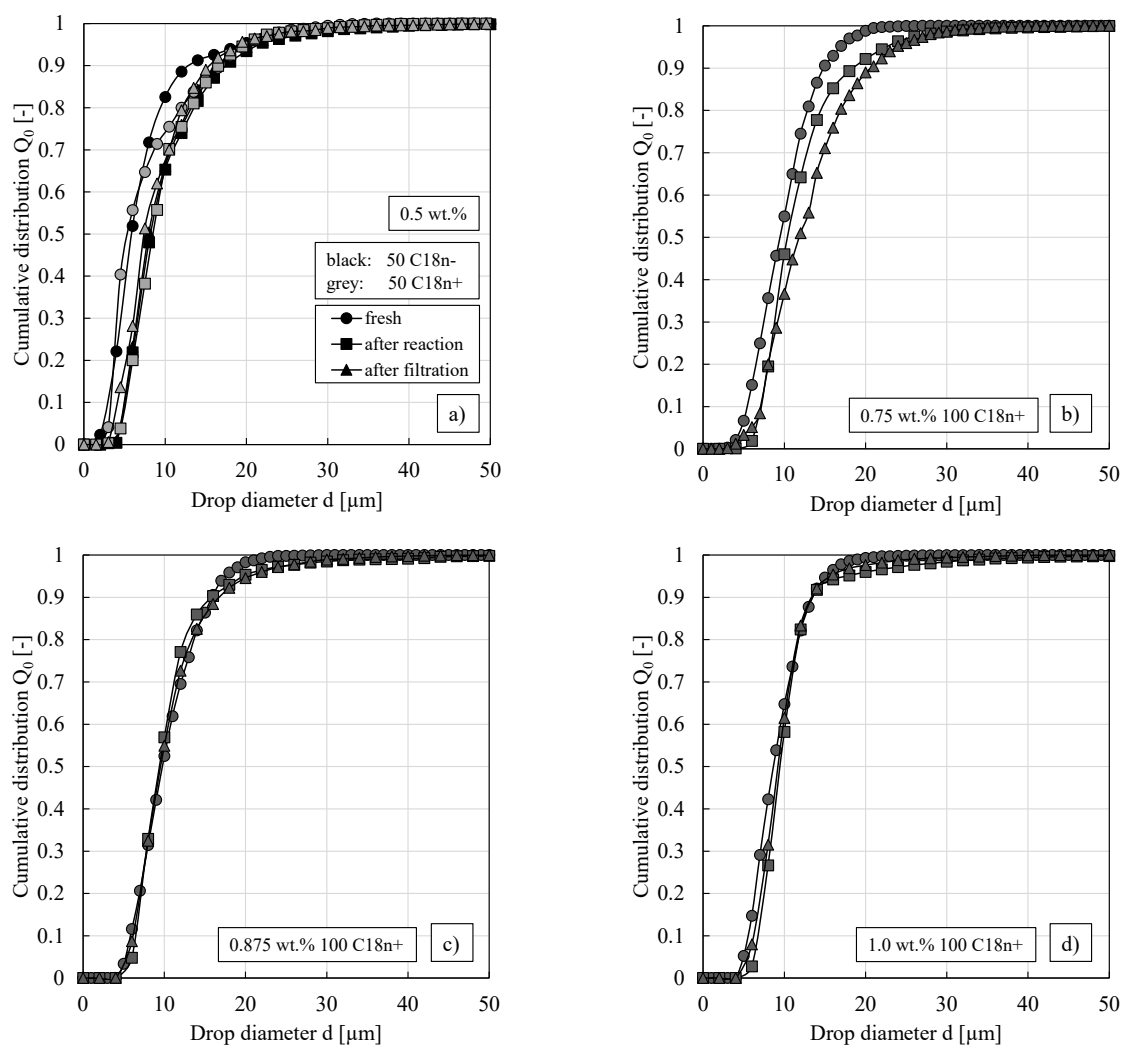 Cumulative distribution Q0 [-]
1
0.9
0.8
0.7
0.6
0.5
0.4
0.3
0.2
0.1
0
0 10 20 30 40 50
Drop diameter d [µm]
0.5 wt.%
black: 50 C18n-
grey: 50 C18n+
fresh
after reaction
after filtration
a)
Cumulative distribution Q0 [-]
1
0.9
0.8
0.7
0.6
0.5
0.4
0.3
0.2
0.1
0
0 10 20 30 40 50
Drop diameter d [µm]
0.75 wt.% 100 C18n+
b)
Cumulative distribution Q0 [-]
1
0.9
0.8
0.7
0.6
0.5
0.4
0.3
0.2
0.1
0
0 10 20 30 40 50
Drop diameter d [µm]
0.875 wt.% 100 C18n+
c)
Cumulative distribution Q0 [-]
1
0.9
0.8
0.7
0.6
0.5
0.4
0.3
0.2
0.1
0
0 10 20 30 40 50
Drop diameter d [µm]
1.0 wt.% 100 C18n+
d)